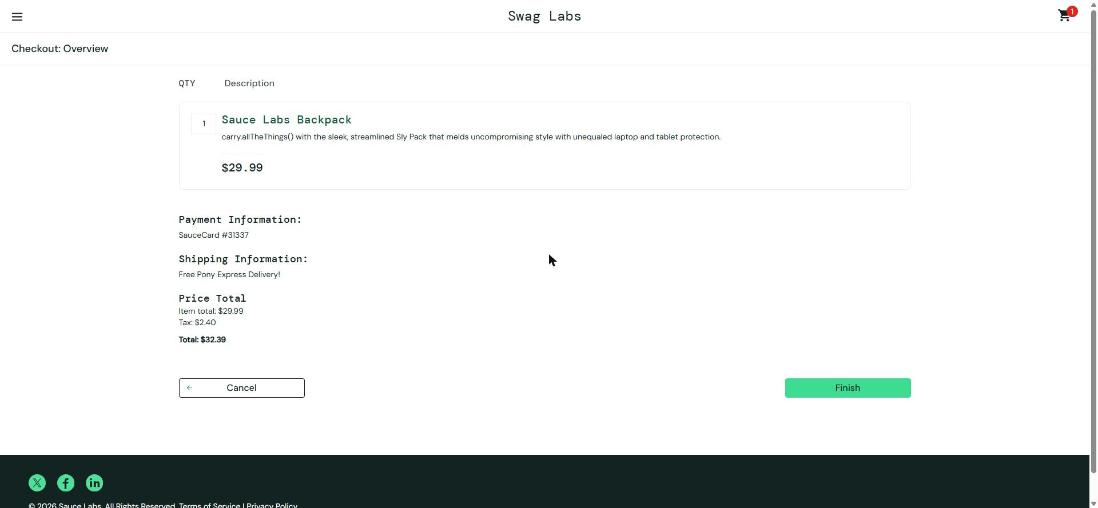 Swag Labs
1
Checkout: Overview
QTY Description
1
Sauce Labs Backpack
carry.allTheThings() with the sleek, streamlined Sly Pack that melds uncompromising style with unequaled laptop and tablet protection.
$29.99
Payment Information:
SauceCard #31337
Shipping Information:
Free Pony Express Delivery!
Price Total
Item total: $29.99
Tax: $2.40
Total: $32.39
Cancel
Finish
© 2026 Sauce Labs. All Rights Reserved. Terms of Service | Privacy Policy